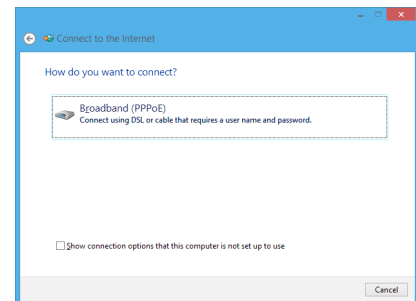 Connect to the Internet
How do you want to connect?
Broadband (PPPoE)
Connect using DSL or cable that requires a user name and password.
Show connection options that this computer is not set up to use
Cancel